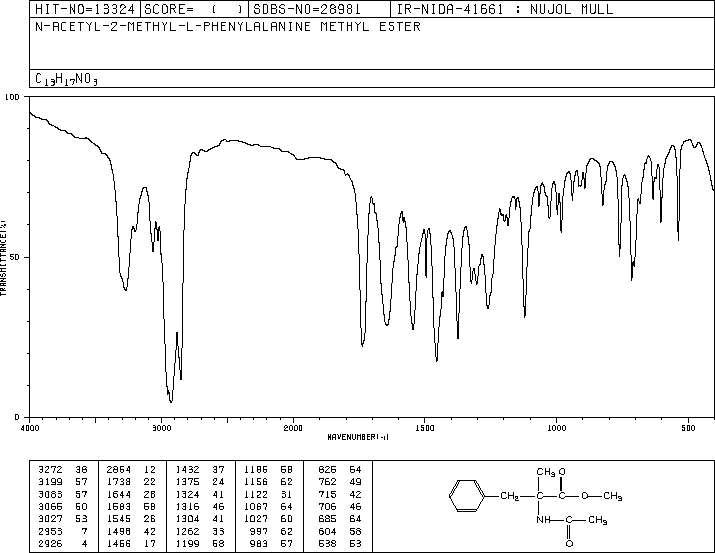 HIT-NO=13324 SCORE= ( ) SDBS-NO=28981 IR-NIDA-41661 : NUJOL MULL
N-ACETYL-2-METHYL-L-PHENYLALANINE METHYL ESTER
C13H17NO3
100
50
0
TRANSMITTANCE(%)
4000 3000 2000 1500 1000 500
WAVENUMBER(-1)
3272 38 2854 12 1432 37 1186 58 825 64
3199 57 1738 22 1375 24 1156 62 762 49
3083 57 1644 28 1324 41 1122 31 715 42
3065 60 1583 58 1316 46 1067 64 706 46
3027 53 1545 26 1304 41 1027 60 685 64
2953 7 1498 42 1262 33 997 62 604 58
2926 4 1456 17 1199 58 983 57 538 53
CH3 O
CH2 O CH3
NH CH3
O